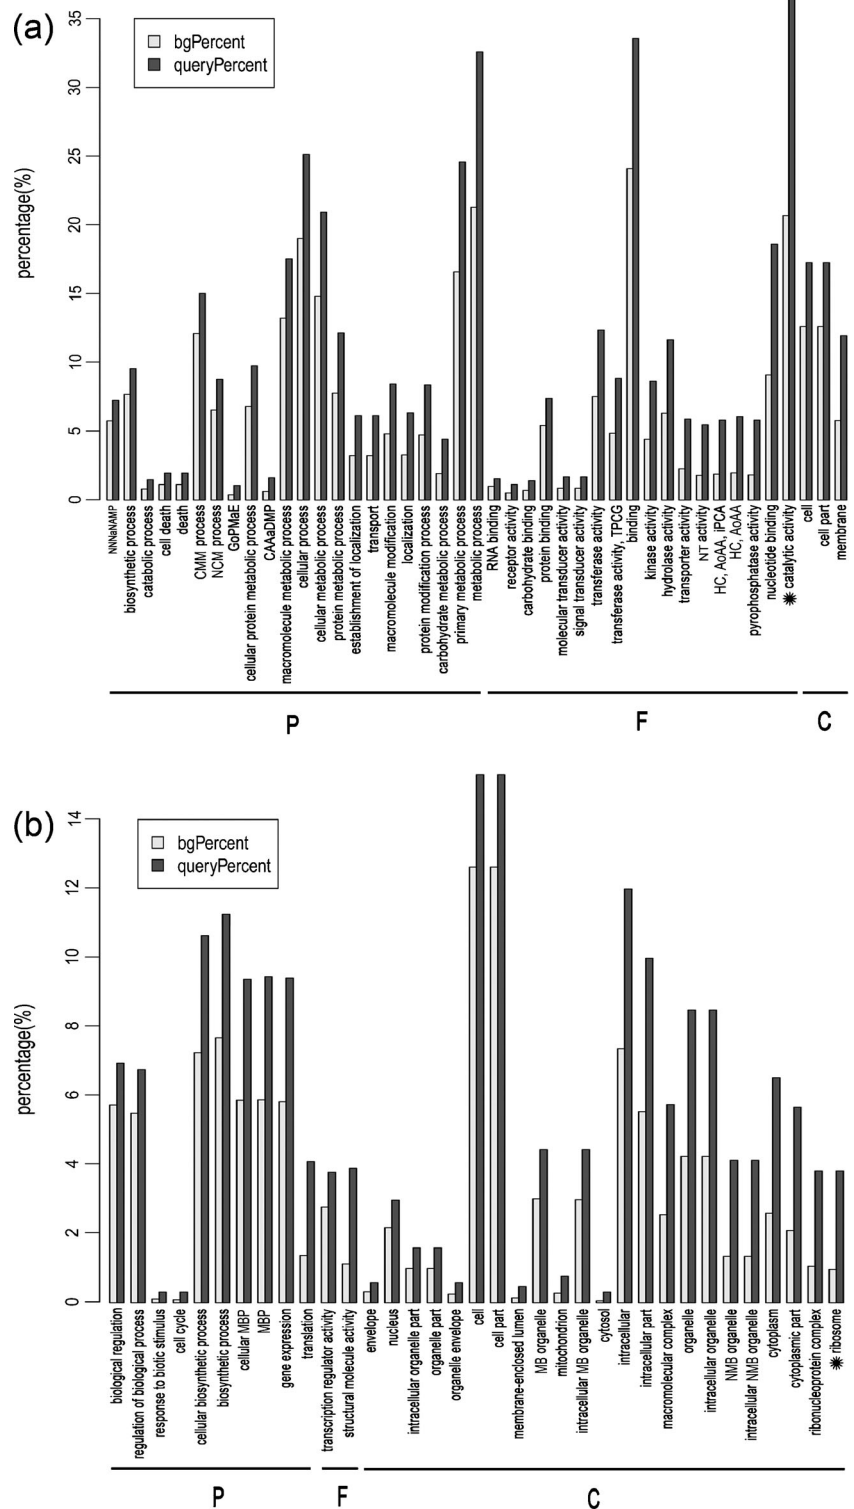 (a)
bgPercent
queryPercent
percentage(%)
35
30
25
20
15
10
5
0
NNNaNAMP
biosynthetic process
catabolic process
cell death
death
CMM process
NCM process
GoPMaE
cellular protein metabolic process
CAAaDMP
macromolecule metabolic process
cellular process
cellular metabolic process
protein metabolic process
establishment of localization
transport
macromolecule modification
localization
protein modification process
carbohydrate metabolic process
primary metabolic process
metabolic process
RNA binding
receptor activity
carbohydrate binding
protein binding
molecular transducer activity
signal transducer activity
transferase activity
transferase activity, TPCG
binding
kinase activity
hydrolase activity
transporter activity
NT activity
HC, AoAA, iPCA
HC, AoAA
pyrophosphatase activity
nucleotide binding
✷ catalytic activity
cell
cell part
membrane
P
F
C
(b)
bgPercent
queryPercent
percentage(%)
14
12
10
8
6
4
2
0
biological regulation
regulation of biological process
response to biotic stimulus
cell cycle
cellular biosynthetic process
biosynthetic process
cellular MBP
MBP
gene expression
translation
transcription regulator activity
structural molecule activity
envelope
nucleus
intracellular organelle part
organelle part
organelle envelope
cell
cell part
membrane-enclosed lumen
MB organelle
mitochondrion
intracellular MB organelle
cytosol
intracellular
intracellular part
macromolecular complex
organelle
intracellular organelle
NMB organelle
intracellular NMB organelle
cytoplasm
cytoplasmic part
ribonucleoprotein complex
✷ ribosome
P
F
C